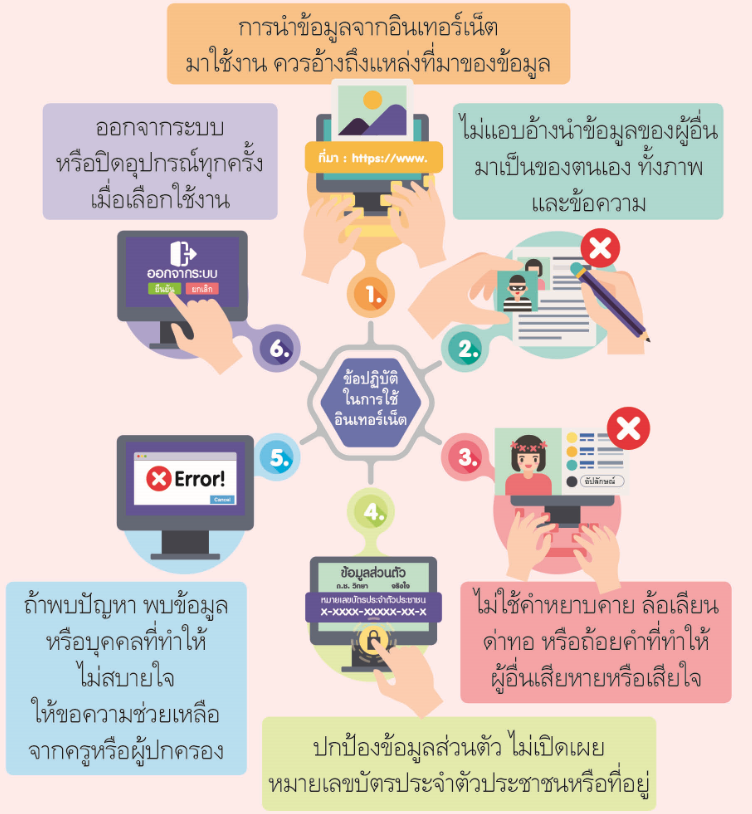 การนำข้อมูลจากอินเทอร์เน็ต
มาใช้งาน ควรอ้างถึงแหล่งที่มาของข้อมูล
ที่มา : https://www.
1.
ไม่แอบอ้างนำข้อมูลของผู้อื่น
มาเป็นของตนเอง ทั้งภาพ
และข้อความ
2.
ข้อปฏิบัติ
ในการใช้
อินเทอร์เน็ต
3.
อัปลักษณ์
ไม่ใช้คำหยาบคาย ล้อเลียน
ด่าทอ หรือถ้อยคำที่ทำให้
ผู้อื่นเสียหายหรือเสียใจ
4.
ข้อมูลส่วนตัว
ด.ช. วิทยา จริงใจ
หมายเลขบัตรประจำตัวประชาชน
X-XXXX-XXXXX-XX-X
ปกป้องข้อมูลส่วนตัว ไม่เปิดเผย
หมายเลขบัตรประจำตัวประชาชนหรือที่อยู่
5.
Error!
Cancel
ถ้าพบปัญหา พบข้อมูล
หรือบุคคลที่ทำให้
ไม่สบายใจ
ให้ขอความช่วยเหลือ
จากครูหรือผู้ปกครอง
ออกจากระบบ
หรือปิดอุปกรณ์ทุกครั้ง
เมื่อเลือกใช้งาน
ออกจากระบบ
ยืนยัน ยกเลิก
6.